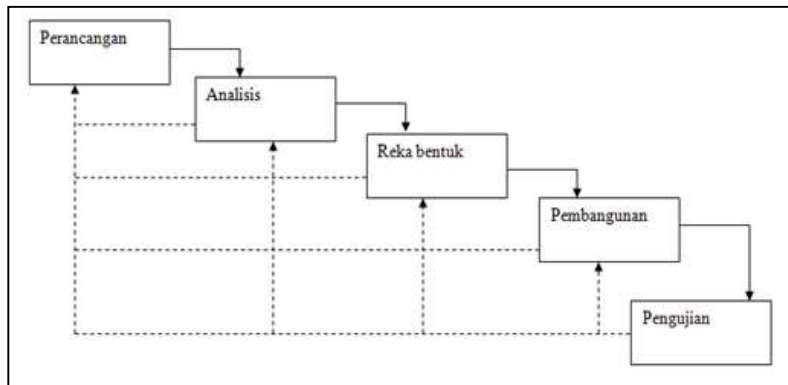 Perancangan
Analisis
Reka bentuk
Pembangunan
Pengujian